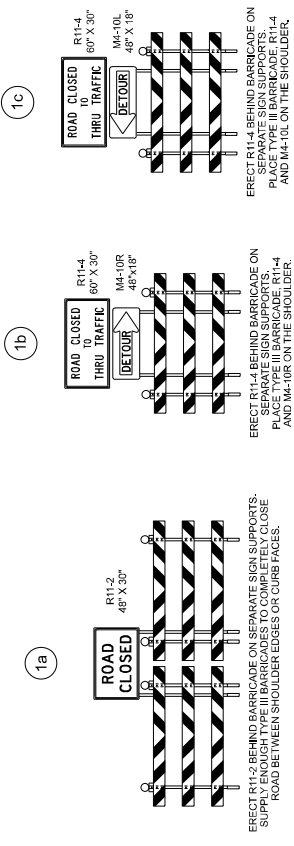 1a
R11-2
48" X 30"
ROAD
CLOSED
ERECT R11-2 BEHIND BARRICADE ON SEPARATE SIGN SUPPORTS.
SUPPLY ENOUGH TYPE III BARRICADES TO COMPLETELY CLOSE
ROAD BETWEEN SHOULDER EDGES OR CURB FACES.
1b
R11-4
60" X 30"
ROAD CLOSED
TO
THRU TRAFFIC
M4-10R
48"x18"
DETOUR
ERECT R11-4 BEHIND BARRICADE ON
SEPARATE SIGN SUPPORTS.
PLACE TYPE III BARRICADE, R11-4
AND M4-10R ON THE SHOULDER.
1c
R11-4
60" X 30"
ROAD CLOSED
TO
THRU TRAFFIC
M4-10L
48" X 18"
DETOUR
ERECT R11-4 BEHIND BARRICADE ON
SEPARATE SIGN SUPPORTS.
PLACE TYPE III BARRICADE, R11-4
AND M4-10L ON THE SHOULDER.